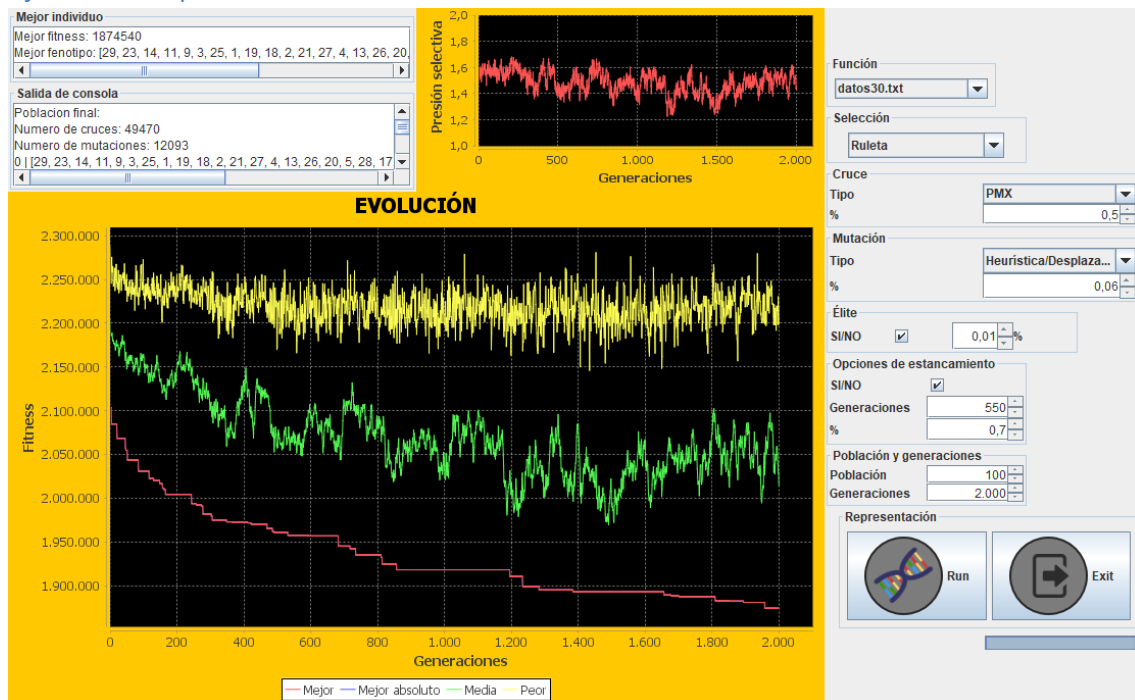 Mejor individuo
Mejor fitness: 1874540
Mejor fenotipo: [29, 23, 14, 11, 9, 3, 25, 1, 19, 18, 2, 21, 27, 4, 13, 26, 20,
Salida de consola
Poblacion final:
Numero de cruces: 49470
Numero de mutaciones: 12093
0 | [29, 23, 14, 11, 9, 3, 25, 1, 19, 18, 2, 21, 27, 4, 13, 26, 20, 5, 28, 17
Presión selectiva
2,0
1,8
1,6
1,4
1,2
1,0
0 500 1.000 1.500 2.000
Generaciones
EVOLUCIÓN
Fitness
2.300.000
2.250.000
2.200.000
2.150.000
2.100.000
2.050.000
2.000.000
1.950.000
1.900.000
0 200 400 600 800 1.000 1.200 1.400 1.600 1.800 2.000
Generaciones
Mejor Mejor absoluto Media Peor
Función
datos30.txt
Selección
Ruleta
Cruce
Tipo PMX
% 0,5
Mutación
Tipo Heurística/Desplaza...
% 0,06
Élite
SI/NO 0,01 %
Opciones de estancamiento
SI/NO
Generaciones 550
% 0,7
Población y generaciones
Población 100
Generaciones 2.000
Representación
Run Exit